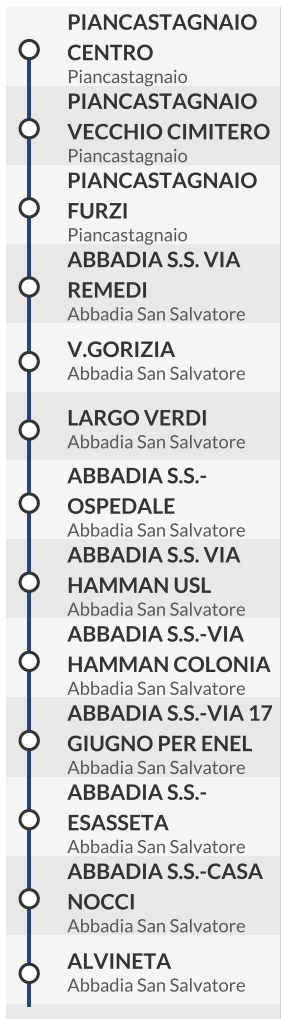 PIANCASTAGNAIO
CENTRO
Piancastagnaio
PIANCASTAGNAIO
VECCHIO CIMITERO
Piancastagnaio
PIANCASTAGNAIO
FURZI
Piancastagnaio
ABBADIA S.S. VIA
REMEDI
Abbadia San Salvatore
V.GORIZIA
Abbadia San Salvatore
LARGO VERDI
Abbadia San Salvatore
ABBADIA S.S.-
OSPEDALE
Abbadia San Salvatore
ABBADIA S.S. VIA
HAMMAN USL
Abbadia San Salvatore
ABBADIA S.S.-VIA
HAMMAN COLONIA
Abbadia San Salvatore
ABBADIA S.S.-VIA 17
GIUGNO PER ENEL
Abbadia San Salvatore
ABBADIA S.S.-
ESASSETA
Abbadia San Salvatore
ABBADIA S.S.-CASA
NOCCI
Abbadia San Salvatore
ALVINETA
Abbadia San Salvatore